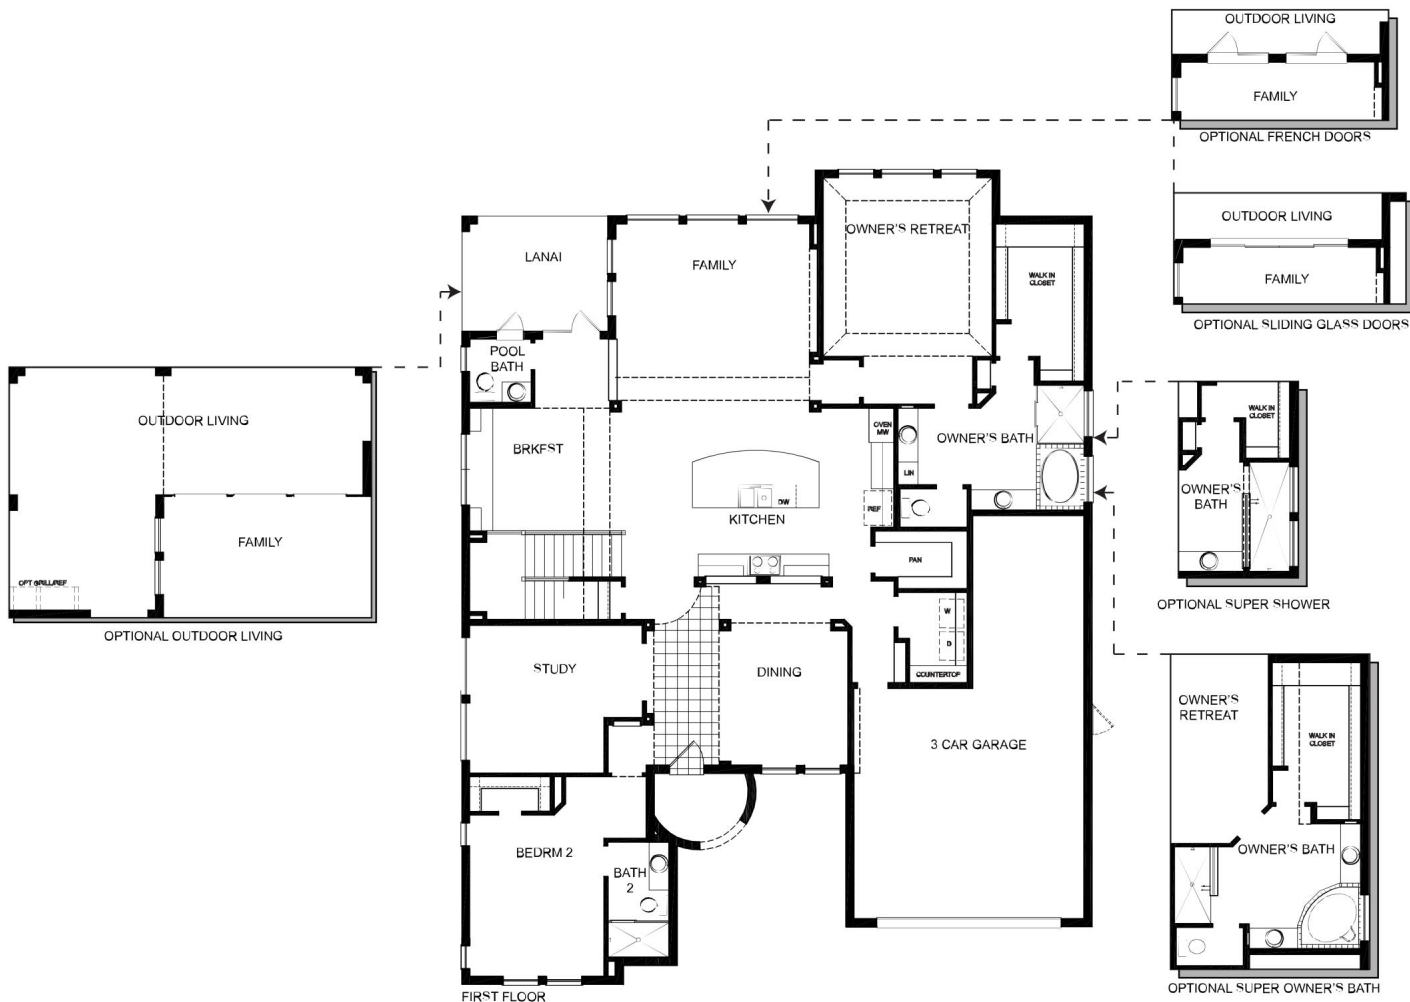 OUTDOOR LIVING
FAMILY
OPTIONAL FRENCH DOORS
OUTDOOR LIVING
FAMILY
OPTIONAL SLIDING GLASS DOORS
LANAI
FAMILY
OWNER'S RETREAT
WALK IN
CLOSET
POOL
BATH
BRKFST
OVEN
MW
OWNER'S BATH
LIN
DW
KITCHEN
REF
PAN
W
D
COUNTERTOP
STUDY
DINING
3 CAR GARAGE
BEDRM 2
BATH
2
FIRST FLOOR
OUTDOOR LIVING
FAMILY
OPT GRILL/REF
OPTIONAL OUTDOOR LIVING
WALK IN
CLOSET
OWNER'S
BATH
OPTIONAL SUPER SHOWER
OWNER'S
RETREAT
WALK IN
CLOSET
OWNER'S BATH
OPTIONAL SUPER OWNER'S BATH